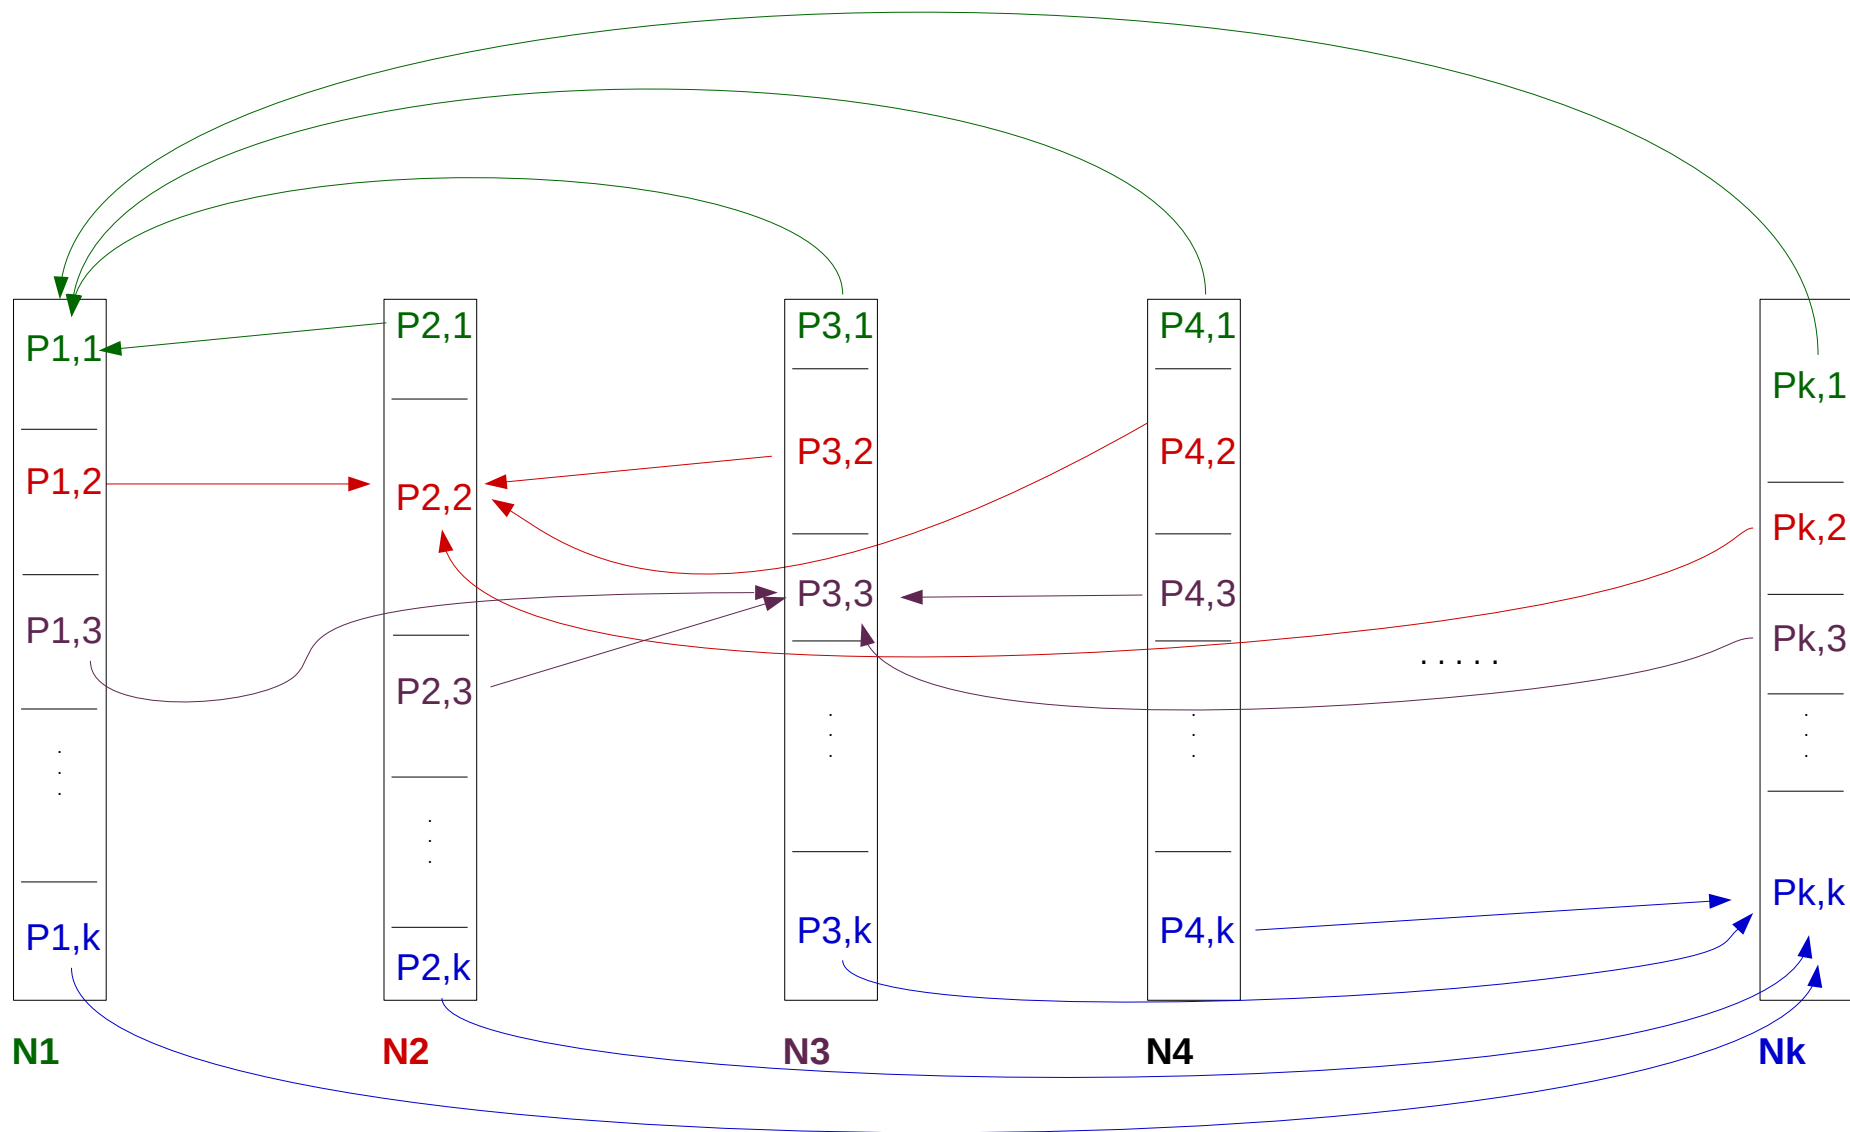 P1,1
P1,2
P1,3
.
.
.
P1,k
N1
P2,1
P2,2
P2,3
.
.
.
P2,k
N2
P3,1
P3,2
P3,3
.
.
.
P3,k
N3
P4,1
P4,2
P4,3
.
.
.
P4,k
N4
. . . . .
Pk,1
Pk,2
Pk,3
.
.
.
Pk,k
Nk